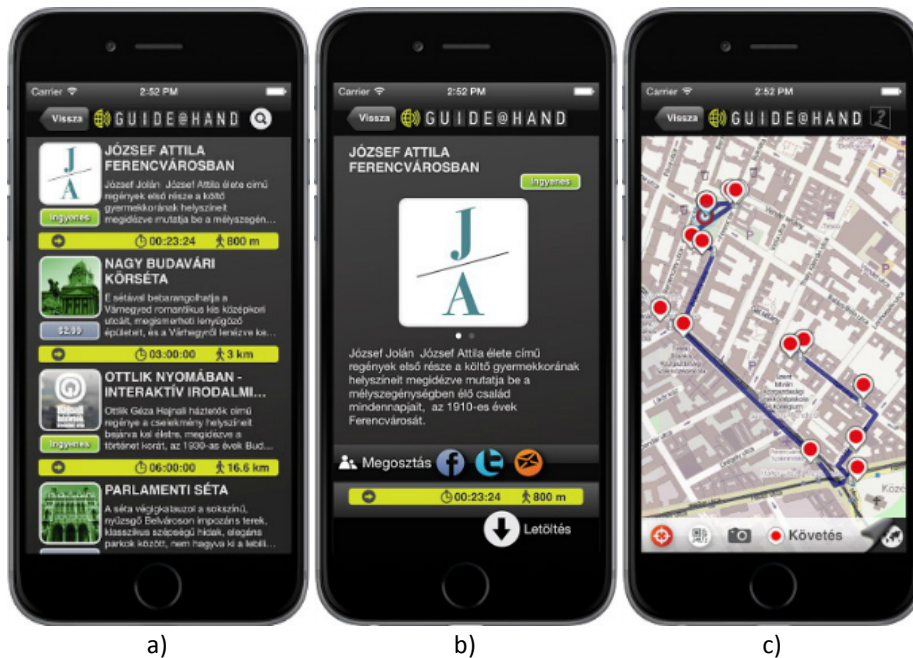 Carrier 2:52 PM
Vissza GUIDE@HAND
JÓZSEF ATTILA
FERENCVÁROSBAN
József Jolán József Attila élete című
regények első része a költő
gyermekkorának helyszíneit
megidézve mutatja be a mélyszegén...
Ingyenes
00:23:24 800 m
NAGY BUDAVÁRI
KÖRSÉTA
E sétával bebarangolhatja a
Várnegyed romantikus kis középkori
utcáit, megismerheti lenyűgöző
épületeit, és a Várhegyről lenézve ke...
$2.99
03:00:00 3 km
OTTLIK NYOMÁBAN -
INTERAKTÍV IRODALMI...
Ottlik Géza Hajnali háztetők című
regénye a cselekmény helyszíneit
bejárva kel életre, megidézve a
történet korát, az 1930-as évek Bud...
Ingyenes
06:00:00 16.6 km
PARLAMENTI SÉTA
A séta végigkalauzol a sokszínű,
nyüzsgő Belvároson impozáns terek,
klasszikus szépségű hidak, elegáns
parkok között, nem hagyva ki a
a)
Carrier 2:52 PM
Vissza GUIDE@HAND
JÓZSEF ATTILA
FERENCVÁROSBAN
Ingyenes
J
A
József Jolán József Attila élete című
regények első része a költő gyermekkorának
helyszíneit megidézve mutatja be a
mélyszegénységben élő család
mindennapjait, az 1910-es évek
Ferencvárosát.
Megosztás
00:23:24 800 m
Letöltés
b)
Carrier 2:52 PM
Vissza GUIDE@HAND
Követés
c)